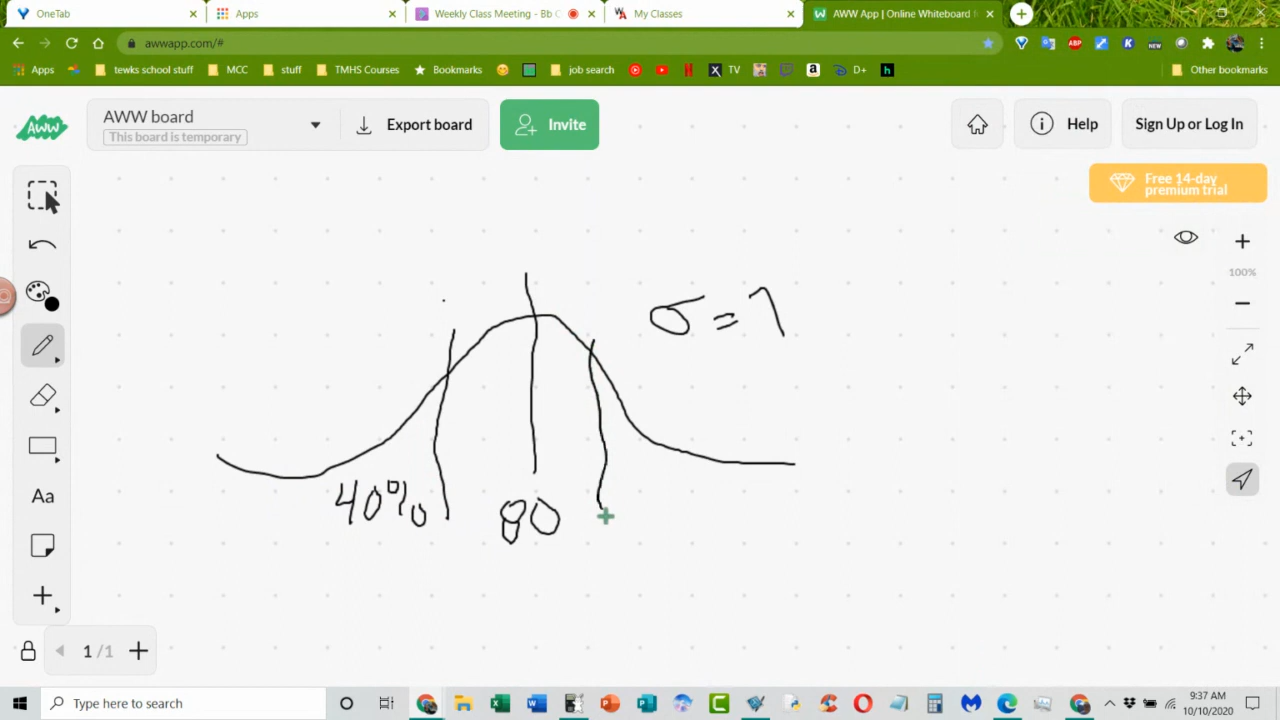 OneTab
Apps
Weekly Class Meeting - Bb C
My Classes
AWW App | Online Whiteboard f
awwapp.com/#
Apps
tewks school stuff
MCC
stuff
TMHS Courses
Bookmarks
job search
TV
D+
Other bookmarks
AWW
AWW board
This board is temporary
Export board
Invite
Help
Sign Up or Log In
Free 14-day
premium trial
100%
σ = 7
40% 80
Aa
1 / 1
Type here to search
9:37 AM
10/10/2020